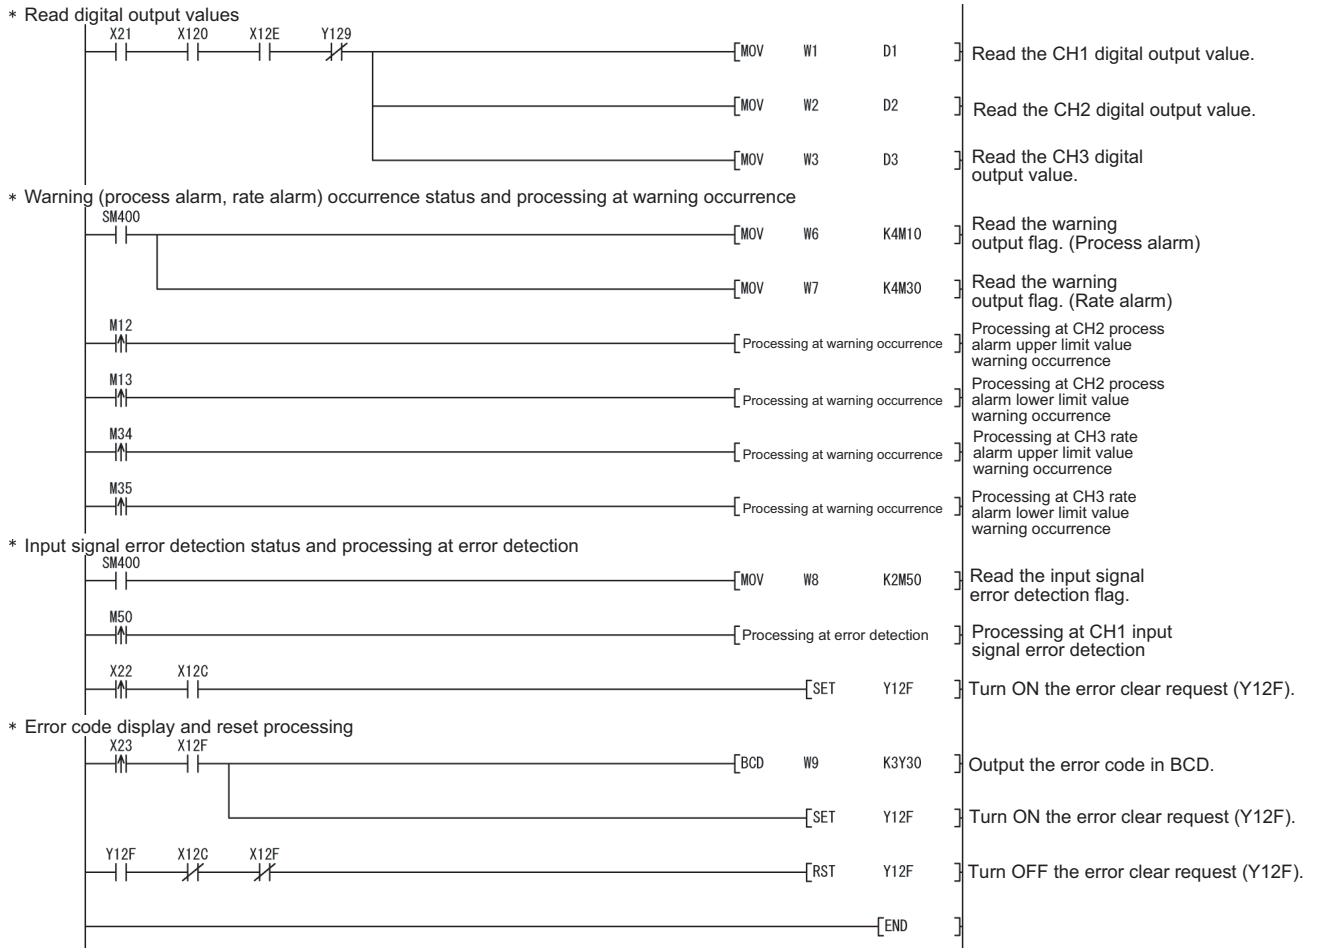 * Read digital output values
X21 X120 X12E Y129
MOV W1 D1 Read the CH1 digital output value.
MOV W2 D2 Read the CH2 digital output value.
MOV W3 D3 Read the CH3 digital
output value.
* Warning (process alarm, rate alarm) occurrence status and processing at warning occurrence
SM400
MOV W6 K4M10 Read the warning
output flag. (Process alarm)
MOV W7 K4M30 Read the warning
output flag. (Rate alarm)
M12
Processing at warning occurrence Processing at CH2 process
alarm upper limit value
warning occurrence
M13
Processing at warning occurrence Processing at CH2 process
alarm lower limit value
warning occurrence
M34
Processing at warning occurrence Processing at CH3 rate
alarm upper limit value
warning occurrence
M35
Processing at warning occurrence Processing at CH3 rate
alarm lower limit value
warning occurrence
* Input signal error detection status and processing at error detection
SM400
MOV W8 K2M50 Read the input signal
error detection flag.
M50
Processing at error detection Processing at CH1 input
signal error detection
X22 X12C
SET Y12F Turn ON the error clear request (Y12F).
* Error code display and reset processing
X23 X12F
BCD W9 K3Y30 Output the error code in BCD.
SET Y12F Turn ON the error clear request (Y12F).
Y12F X12C X12F
RST Y12F Turn OFF the error clear request (Y12F).
END